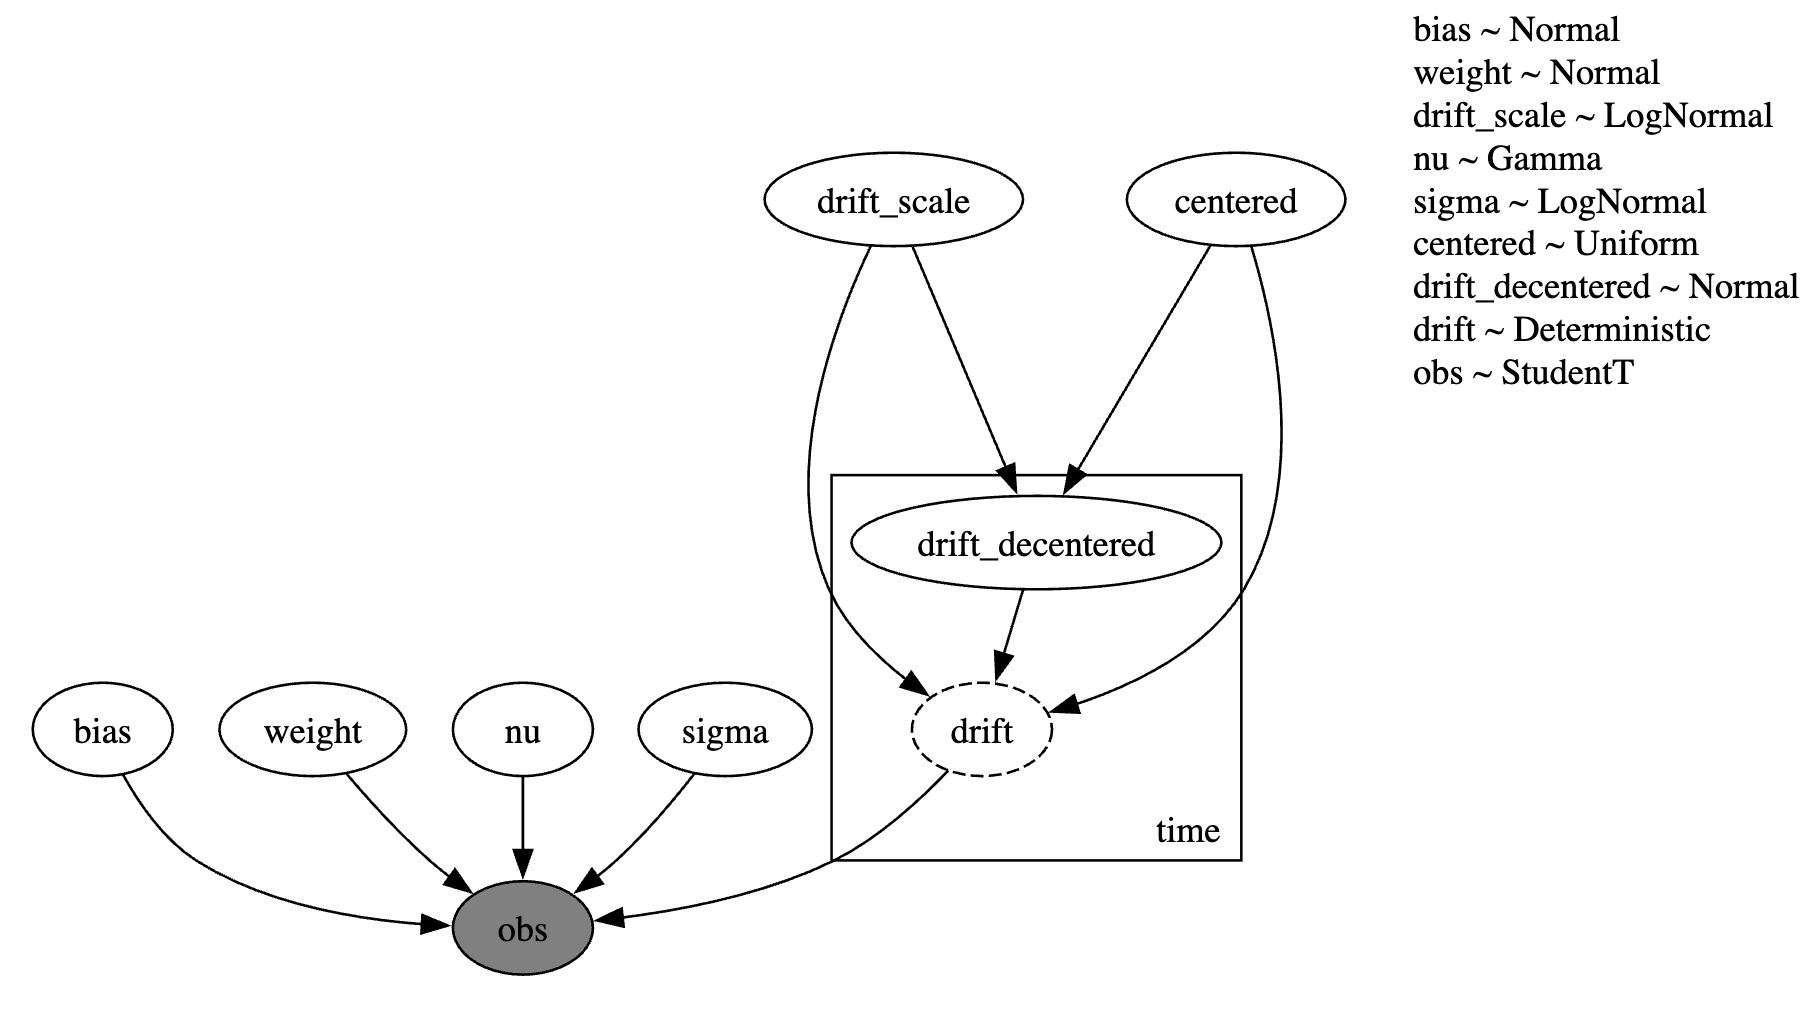 bias ~ Normal
weight ~ Normal
drift_scale ~ LogNormal
nu ~ Gamma
sigma ~ LogNormal
centered ~ Uniform
drift_decentered ~ Normal
drift ~ Deterministic
obs ~ StudentT
drift_scale
centered
drift_decentered
bias
weight
nu
sigma
drift
time
obs